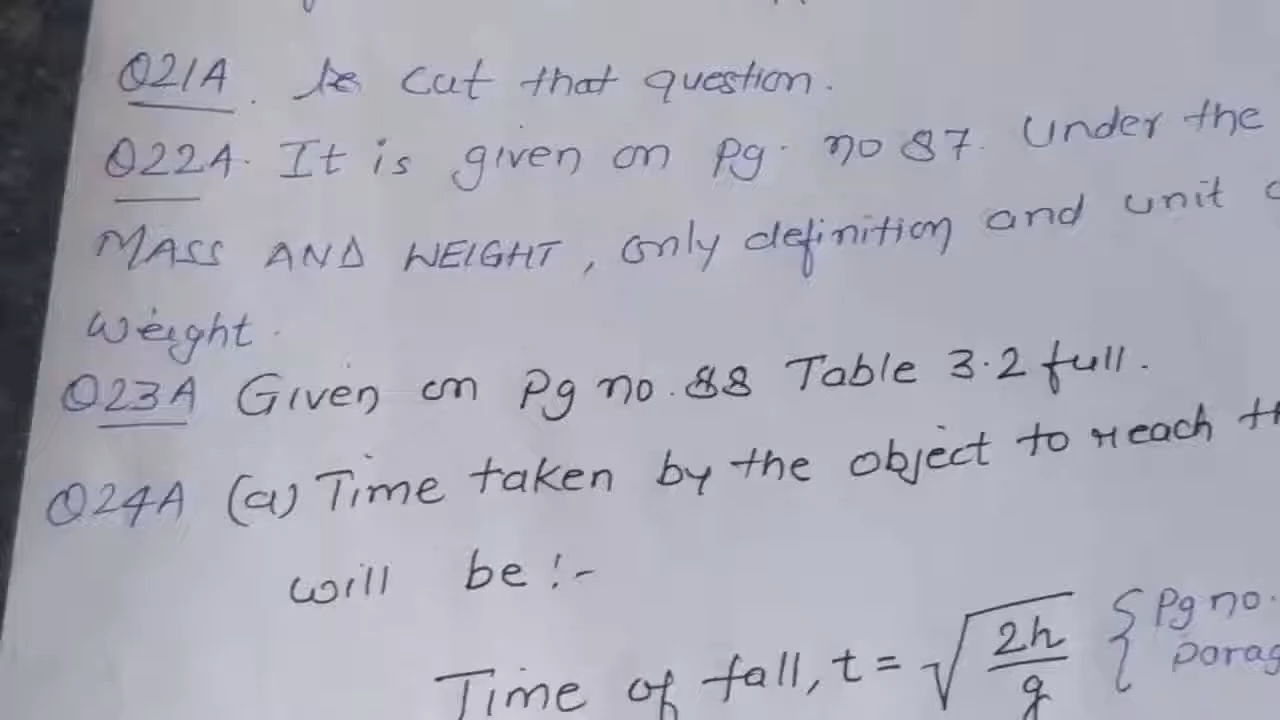 Q21A. Cut that question.
Q22A. It is given on pg. no 87. Under the
MASS AND WEIGHT, only definition and unit
Weight.
Q23A Given on Pg no. 88 Table 3.2 full.
Q24A (a) Time taken by the object to reach
will be :-
Time of fall, t = √(2h/g) { Pg no.